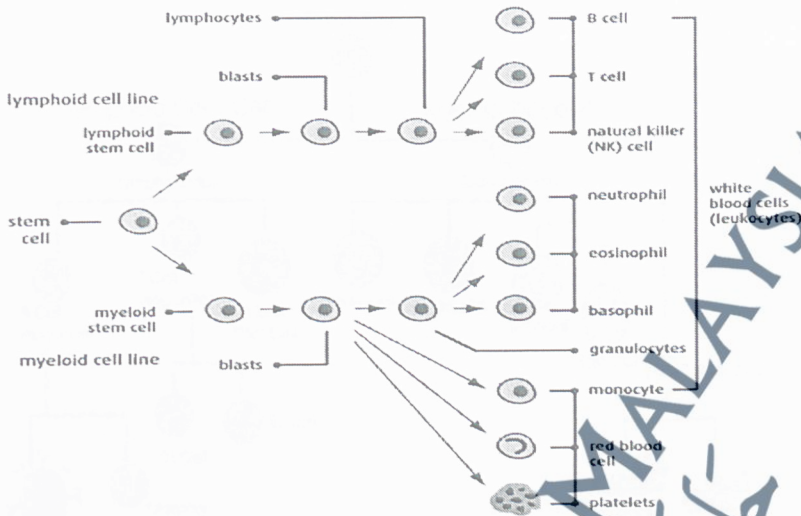 lymphocytes
B cell
blasts
T cell
lymphoid cell line
lymphoid
stem cell
natural killer
(NK) cell
neutrophil
white
blood cells
(leukocytes)
stem
cell
eosinophil
myeloid
stem cell
basophil
myeloid cell line
blasts
granulocytes
monocyte
red blood
cell
platelets
MALAYSI